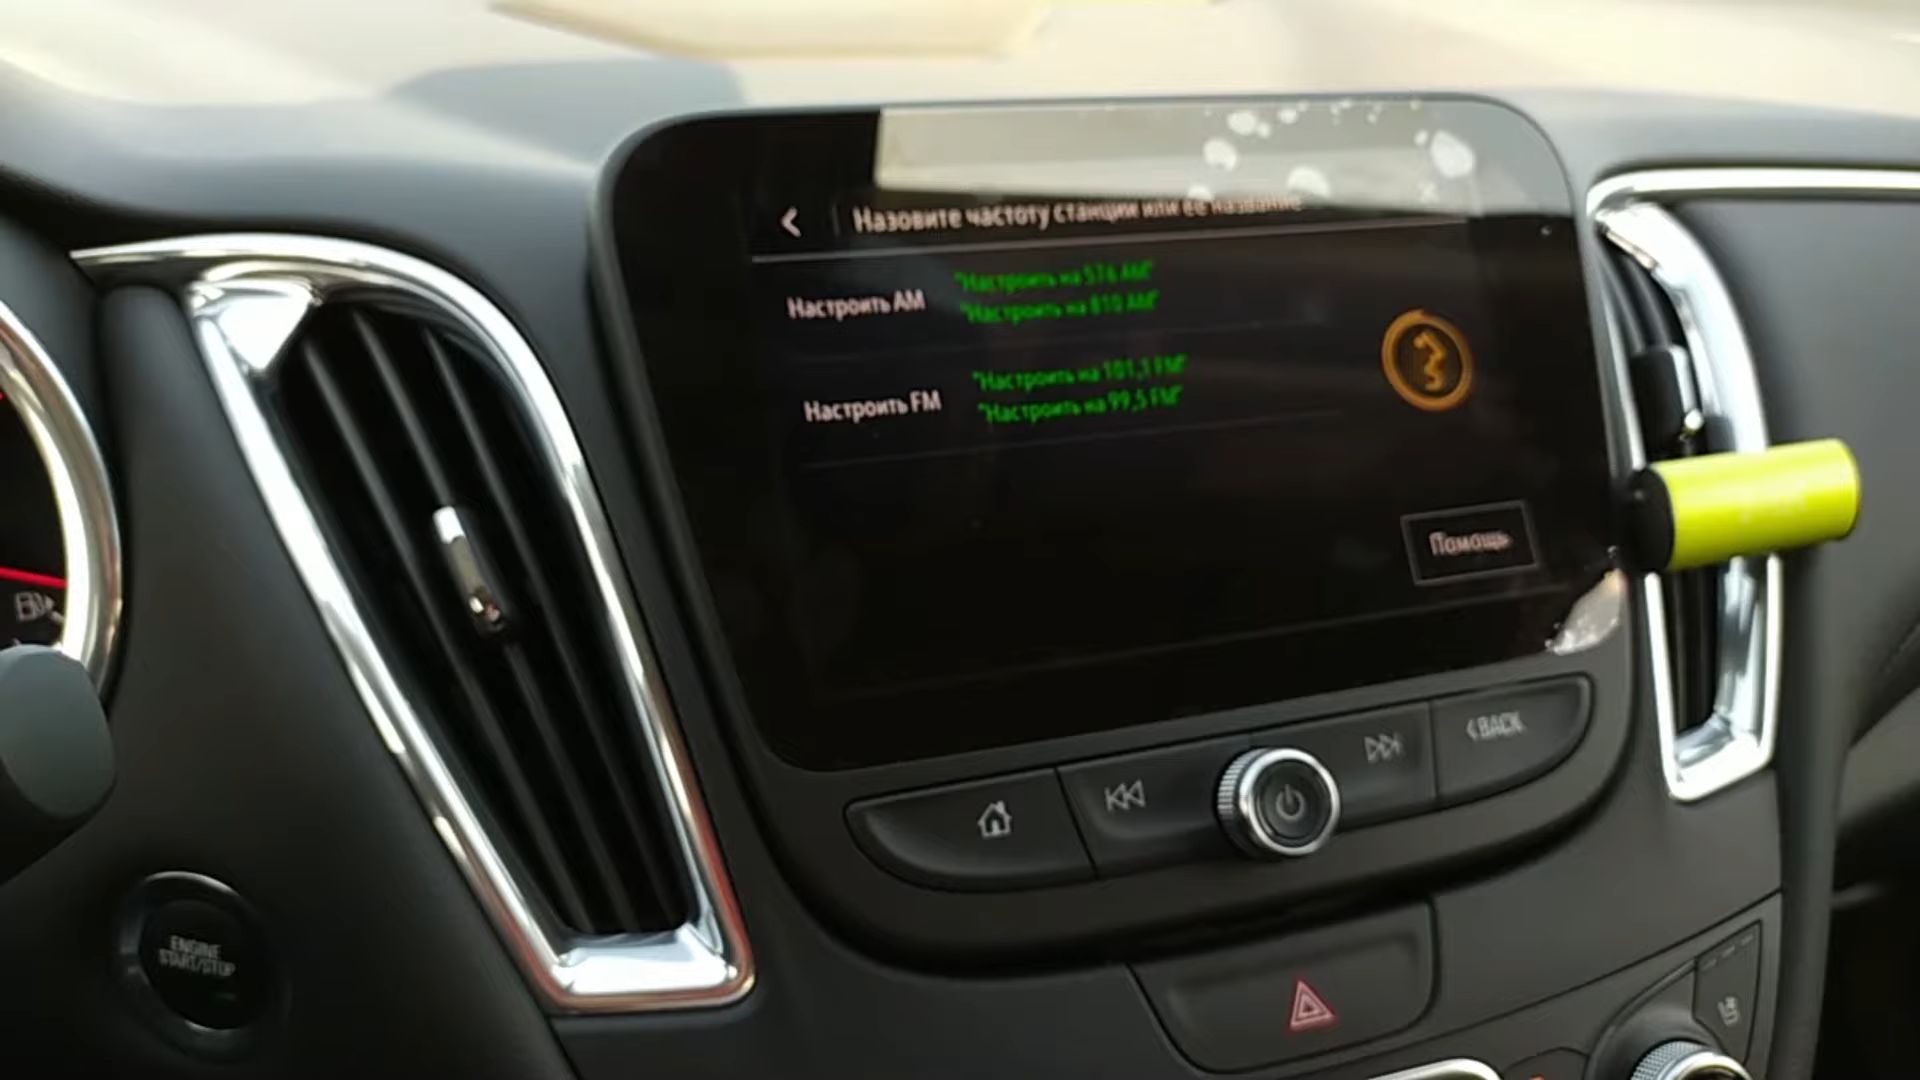 Назовите частоту станции или её название
Настроить AM
"Настроить на 576 AM"
"Настроить на 810 AM"
Настроить FM
"Настроить на 101,1 FM"
"Настроить на 99,5 FM"
Помощь
BACK
ENGINE
START/STOP